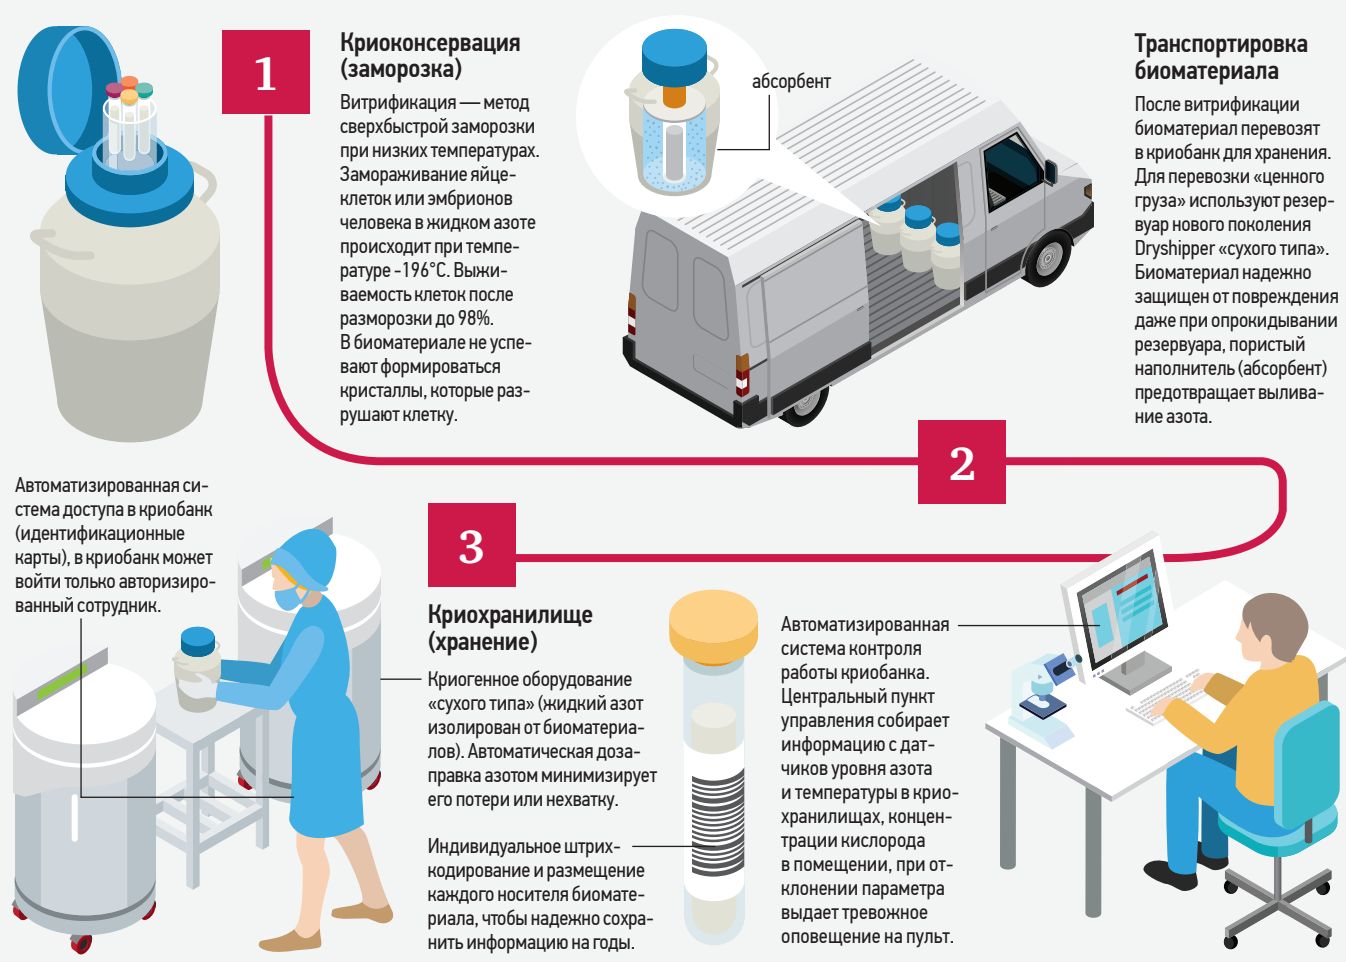 1
Криоконсервация
(заморозка)
Витрификация — метод
сверхбыстрой заморозки
при низких температурах.
Замораживание яйце-
клеток или эмбрионов
человека в жидком азоте
происходит при темпе-
ратуре -196°C. Выжи-
ваемость клеток после
разморозки до 98%.
В биоматериале не успе-
вают формироваться
кристаллы, которые раз-
рушают клетку.
абсорбент
Транспортировка
биоматериала
После витрификации
биоматериал перевозят
в криобанк для хранения.
Для перевозки «ценного
груза» используют резер-
вуар нового поколения
Dryshipper «сухого типа».
Биоматериал надежно
защищен от повреждения
даже при опрокидывании
резервуара, пористый
наполнитель (абсорбент)
предотвращает вылива-
ние азота.
2
Автоматизированная си-
стема доступа в криобанк
(идентификационные
карты), в криобанк может
войти только авторизиро-
ванный сотрудник.
3
Криохранилище
(хранение)
Криогенное оборудование
«сухого типа» (жидкий азот
изолирован от биоматериа-
лов). Автоматическая доза-
правка азотом минимизирует
его потери или нехватку.
Индивидуальное штрих-
кодирование и размещение
каждого носителя биомате-
риала, чтобы надежно сохра-
нить информацию на годы.
Автоматизированная
система контроля
работы криобанка.
Центральный пункт
управления собирает
информацию с дат-
чиков уровня азота
и температуры в крио-
хранилищах, концен-
трации кислорода
в помещении, при от-
клонении параметра
выдает тревожное
оповещение на пульт.